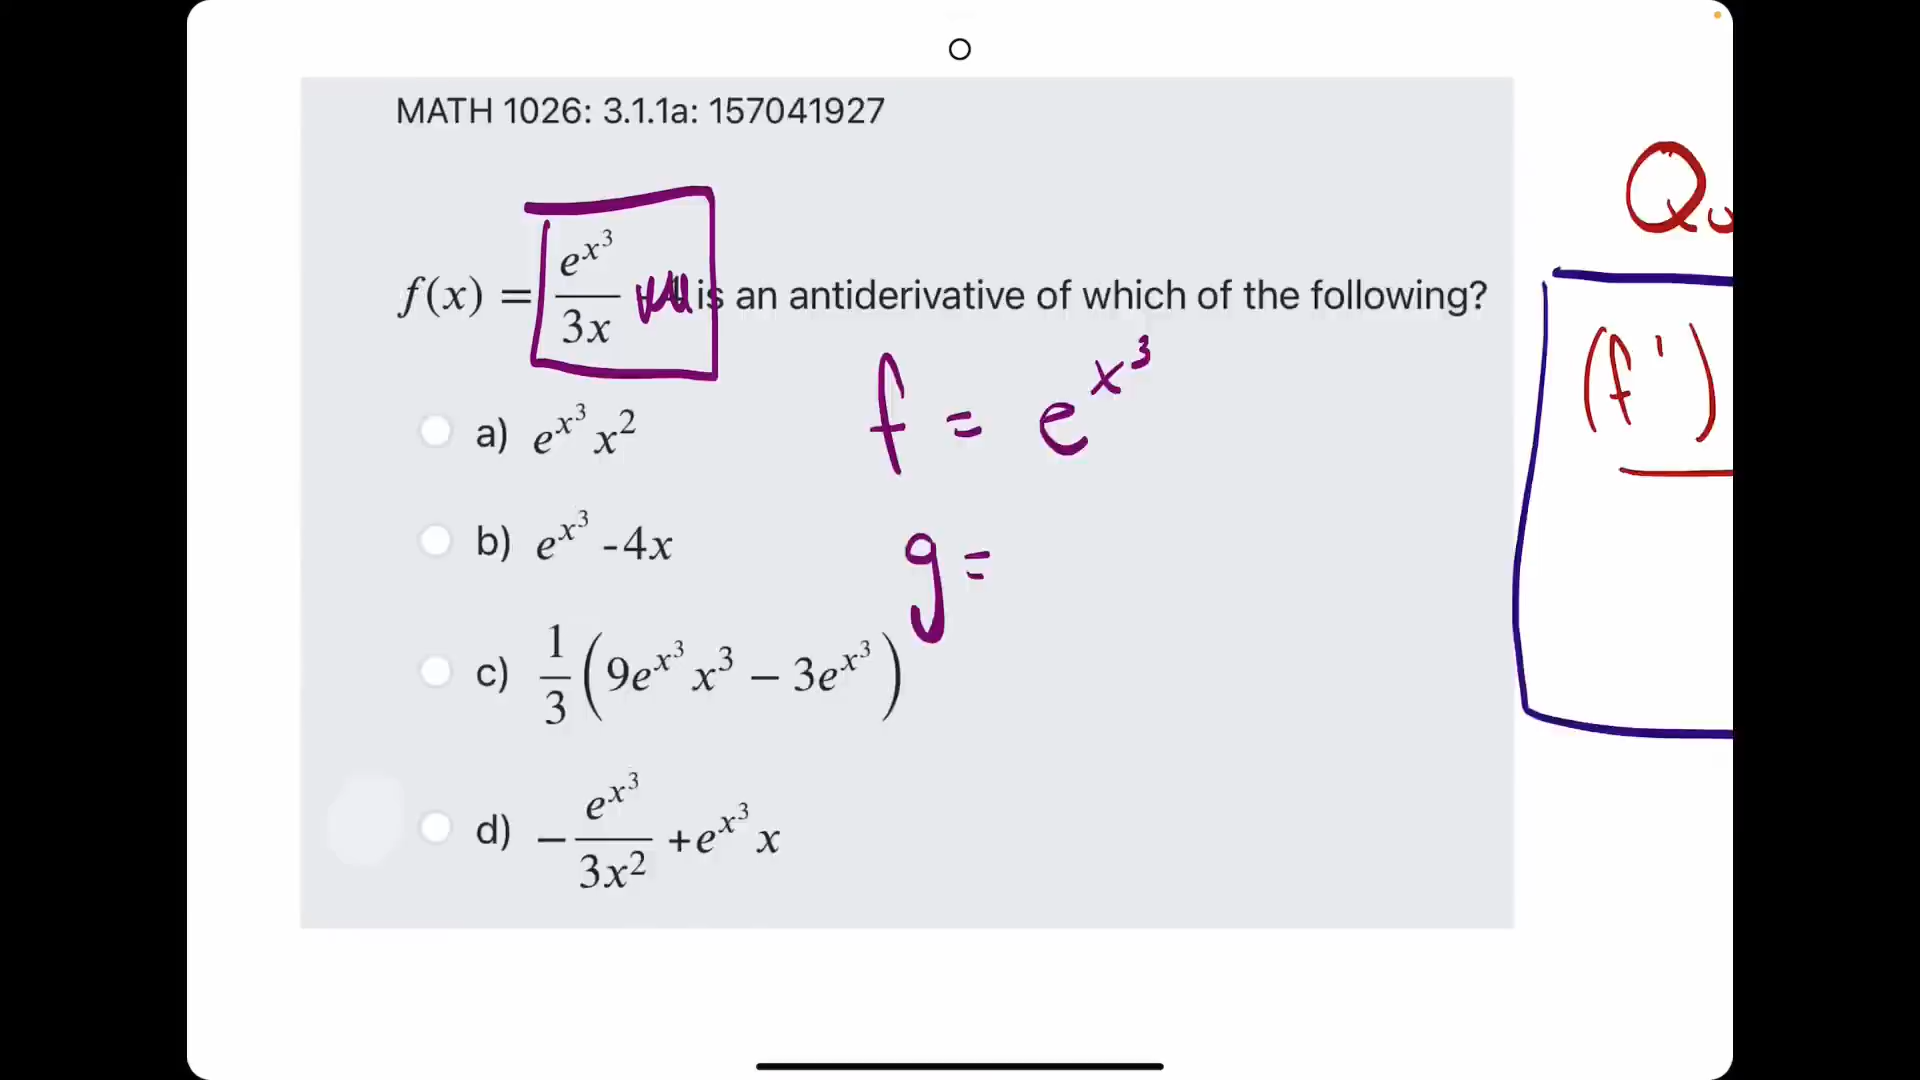 MATH 1026: 3.1.1a: 157041927
Qu
f(x) = e^{x^3}/3x is an antiderivative of which of the following?
(f')
f = e^{x^3}
a) e^{x^3} x^2
g =
b) e^{x^3} -4x
c) 1/3 (9e^{x^3} x^3 − 3e^{x^3})
d) − e^{x^3}/3x^2 +e^{x^3} x